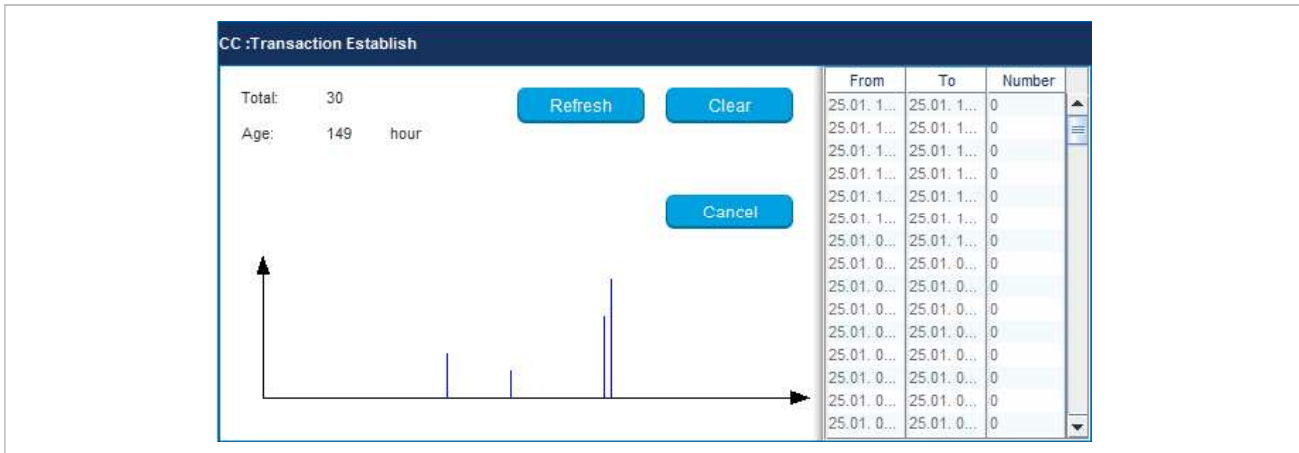 CC :Transaction Establish
Total: 30
Age: 149 hour
Refresh Clear
Cancel
From To Number
25.01. 1... 25.01. 1... 0
25.01. 1... 25.01. 1... 0
25.01. 1... 25.01. 1... 0
25.01. 1... 25.01. 1... 0
25.01. 1... 25.01. 1... 0
25.01. 1... 25.01. 1... 0
25.01. 0... 25.01. 1... 0
25.01. 0... 25.01. 0... 0
25.01. 0... 25.01. 0... 0
25.01. 0... 25.01. 0... 0
25.01. 0... 25.01. 0... 0
25.01. 0... 25.01. 0... 0
25.01. 0... 25.01. 0... 0
25.01. 0... 25.01. 0... 0
25.01. 0... 25.01. 0... 0